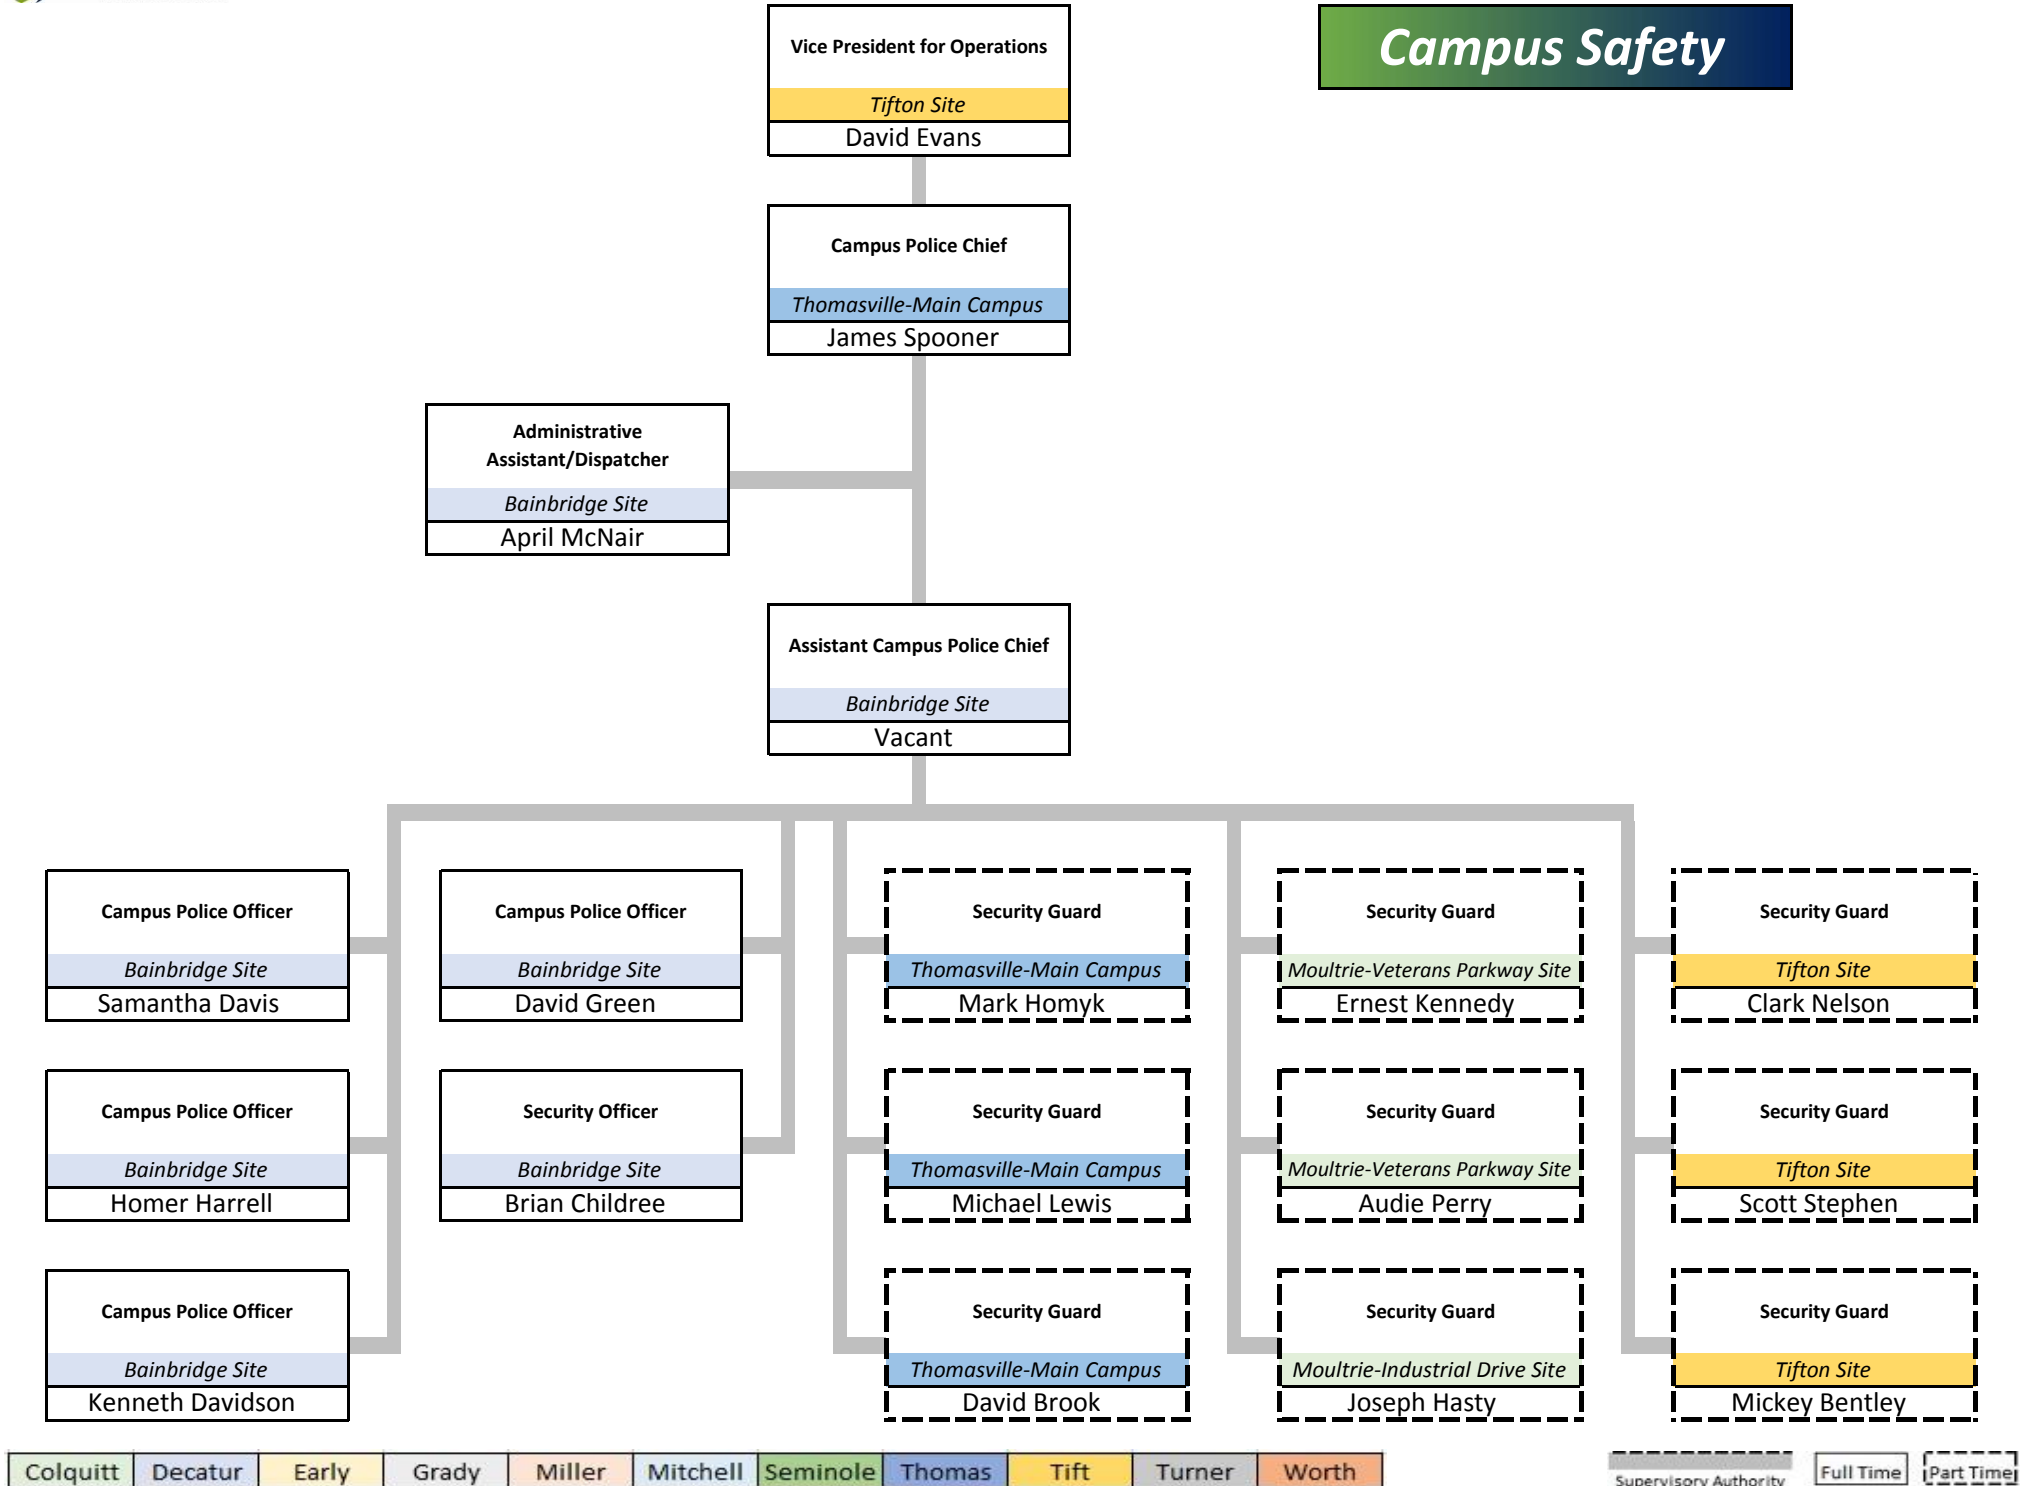 Campus Safety
Vice President for Operations
Tifton Site
David Evans
Campus Police Chief
Thomasville-Main Campus
James Spooner
Administrative
Assistant/Dispatcher
Bainbridge Site
April McNair
Assistant Campus Police Chief
Bainbridge Site
Vacant
Campus Police Officer
Bainbridge Site
Samantha Davis
Campus Police Officer
Bainbridge Site
Homer Harrell
Campus Police Officer
Bainbridge Site
Kenneth Davidson
Campus Police Officer
Bainbridge Site
David Green
Security Officer
Bainbridge Site
Brian Childree
Security Guard
Thomasville-Main Campus
Mark Homyk
Security Guard
Thomasville-Main Campus
Michael Lewis
Security Guard
Thomasville-Main Campus
David Brook
Security Guard
Moultrie-Veterans Parkway Site
Ernest Kennedy
Security Guard
Moultrie-Veterans Parkway Site
Audie Perry
Security Guard
Moultrie-Industrial Drive Site
Joseph Hasty
Security Guard
Tifton Site
Clark Nelson
Security Guard
Tifton Site
Scott Stephen
Security Guard
Tifton Site
Mickey Bentley
Colquitt Decatur Early Grady Miller Mitchell Seminole Thomas Tift Turner Worth
Supervisory Authority
Full Time
Part Time